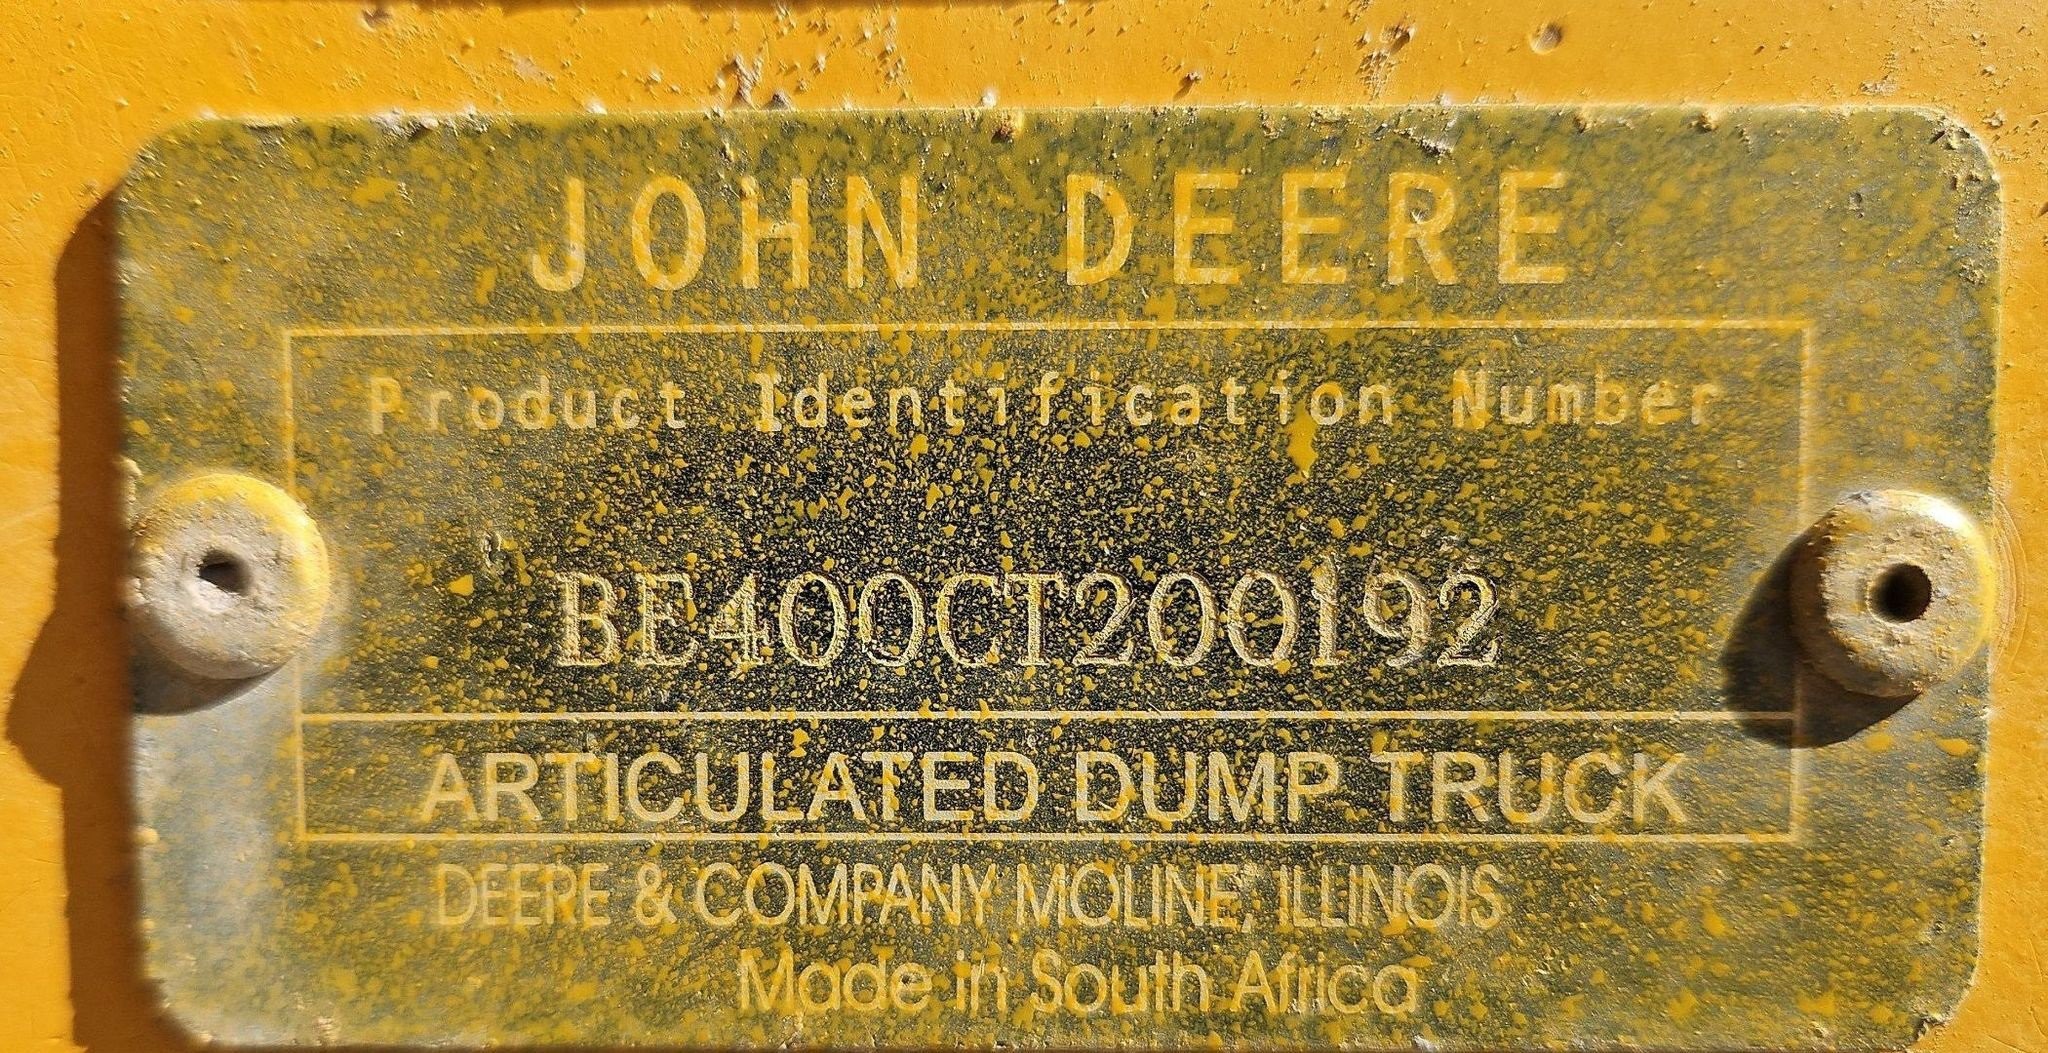 JOHN DEERE
Product Identification Number
BE400CT200192
ARTICULATED DUMP TRUCK
DEERE & COMPANY MOLINE, ILLINOIS
Made in South Africa